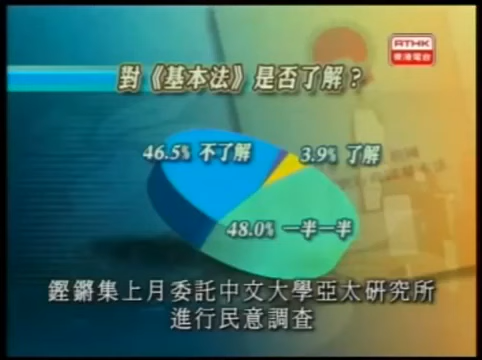 RTHK
香港電台
對《基本法》是否了解？
46.5% 不了解
3.9% 了解
48.0% 一半一半
鏗鏘集上月委託中文大學亞太研究所
進行民意調查